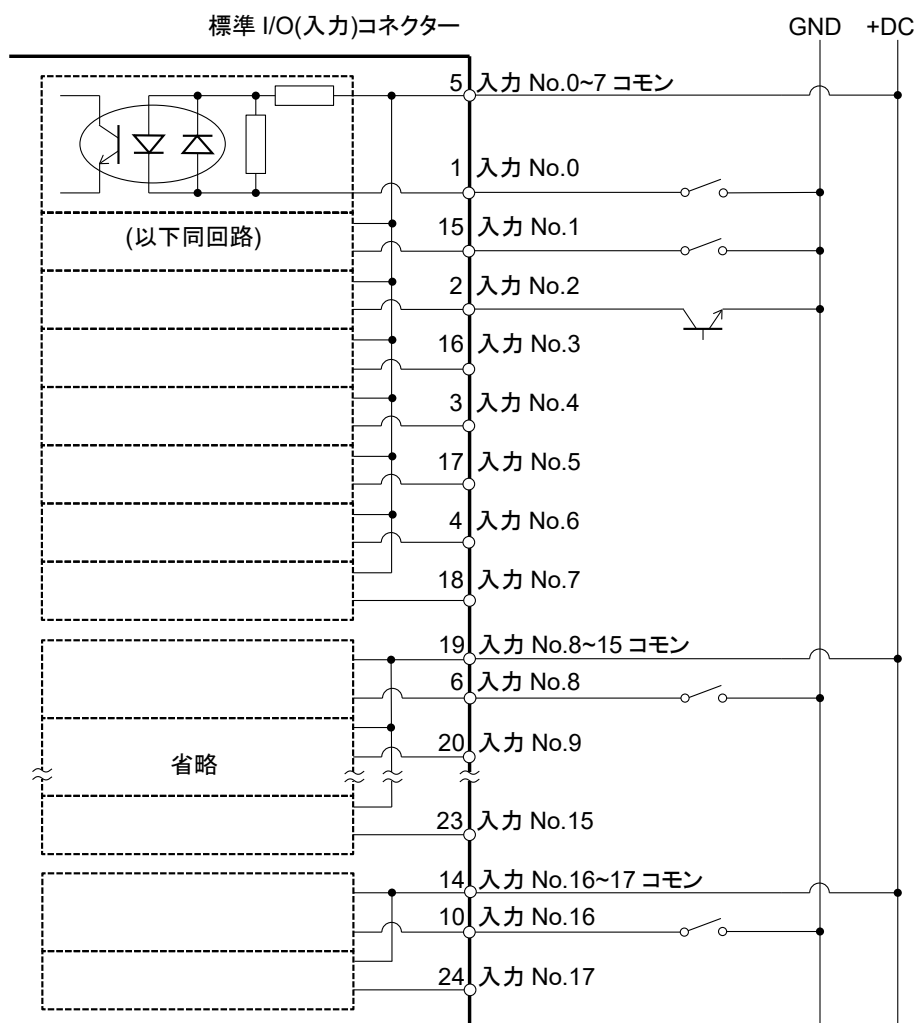 標準 I/O(入力)コネクター
GND +DC
5 入力 No.0~7 コモン
1 入力 No.0
15 入力 No.1
(以下同回路)
2 入力 No.2
16 入力 No.3
3 入力 No.4
17 入力 No.5
4 入力 No.6
18 入力 No.7
19 入力 No.8~15 コモン
6 入力 No.8
20 入力 No.9
省略
23 入力 No.15
14 入力 No.16~17 コモン
10 入力 No.16
24 入力 No.17